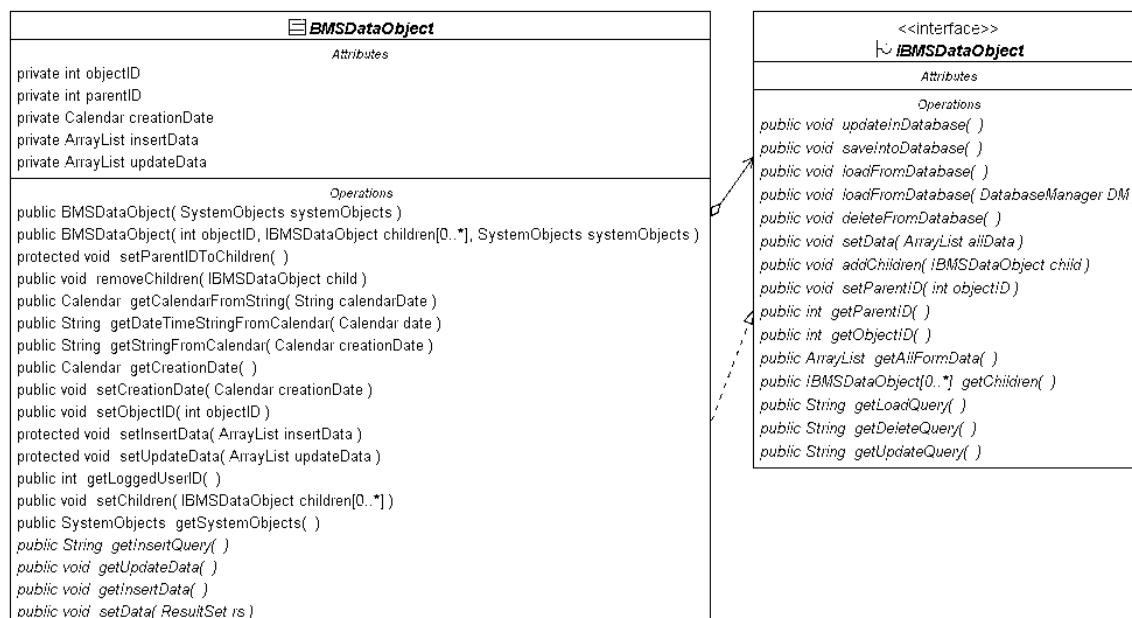 BMSDataObject
Attributes
private int objectID
private int parentID
private Calendar creationDate
private ArrayList insertData
private ArrayList updateData
Operations
public BMSDataObject( SystemObjects systemObjects )
public BMSDataObject( int objectID, IBMSDataObject children[0..*], SystemObjects systemObjects )
protected void setParentIDToChildren( )
public void removeChildren( IBMSDataObject child )
public Calendar getCalendarFromString( String calendarDate )
public String getDateTimeStringFromCalendar( Calendar date )
public String getStringFromCalendar( Calendar creationDate )
public Calendar getCreationDate( )
public void setCreationDate( Calendar creationDate )
public void setObjectID( int objectID )
protected void setInsertData( ArrayList insertData )
protected void setUpdateData( ArrayList updateData )
public int getLoggedUserID( )
public void setChildren( IBMSDataObject children[0..*] )
public SystemObjects getSystemObjects( )
public String getInsertQuery( )
public void getUpdateData( )
public void getInsertData( )
public void setData( ResultSet rs )
<<interface>>
IBMSDataObject
Attributes
Operations
public void updateInDatabase( )
public void saveIntoDatabase( )
public void loadFromDatabase( )
public void loadFromDatabase( DatabaseManager DM
public void deleteFromDatabase( )
public void setData( ArrayList allData )
public void addChildren( IBMSDataObject child )
public void setParentID( int objectID )
public int getParentID( )
public int getObjectID( )
public ArrayList getAllFormData( )
public IBMSDataObject[0..*] getChildren( )
public String getLoadQuery( )
public String getDeleteQuery( )
public String getUpdateQuery( )